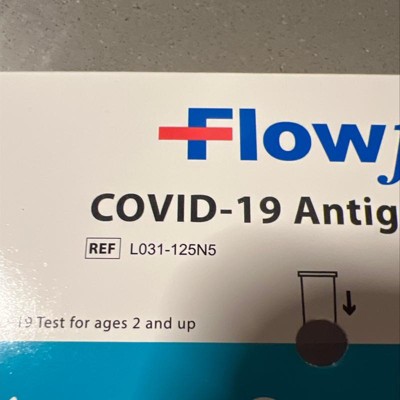 Flow
COVID-19 Antig
REF L031-125N5
-19 Test for ages 2 and up